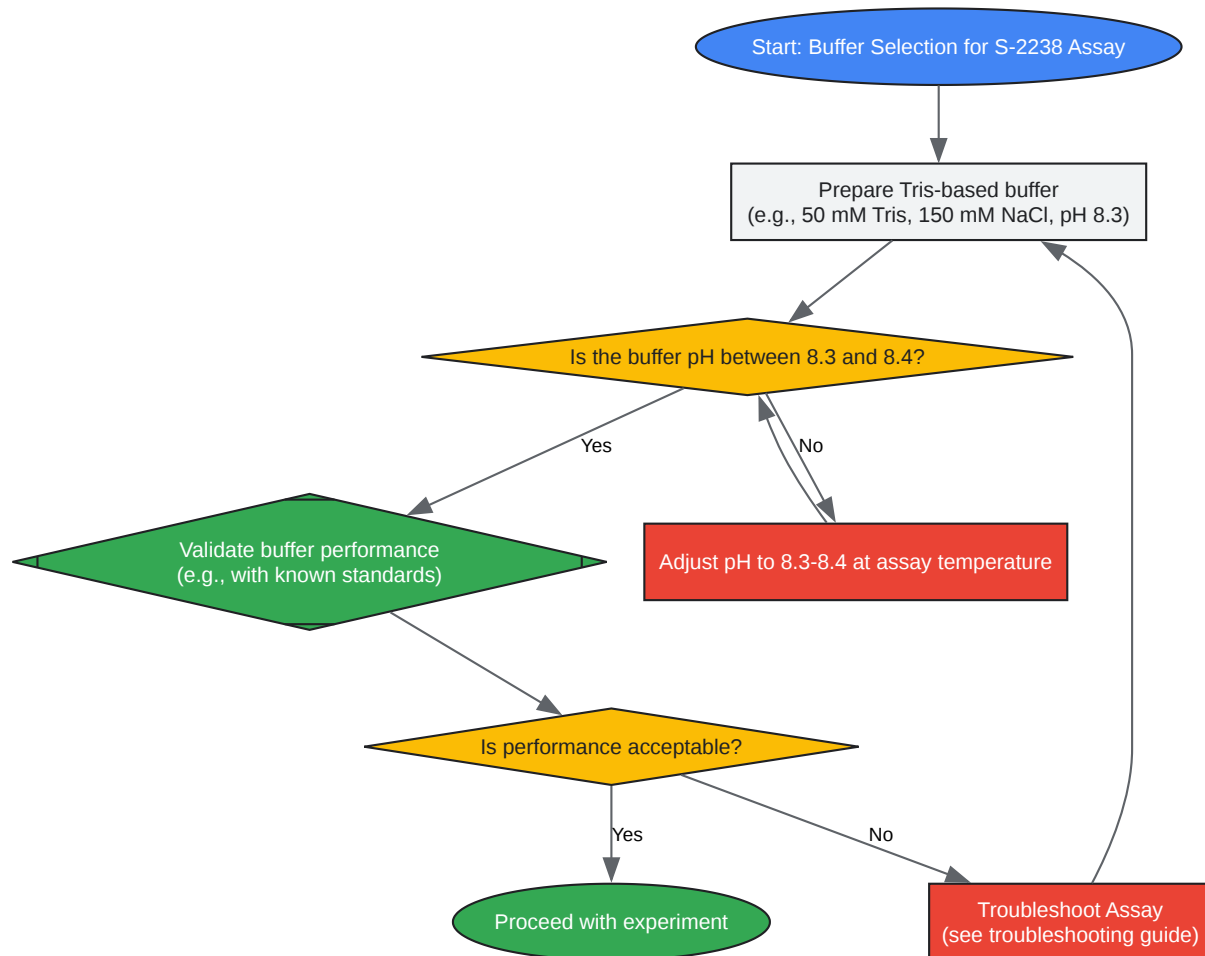 Start: Buffer Selection for S-2238 Assay
Prepare Tris-based buffer
(e.g., 50 mM Tris, 150 mM NaCl, pH 8.3)
Is the buffer pH between 8.3 and 8.4?
Yes
No
Validate buffer performance
(e.g., with known standards)
Adjust pH to 8.3-8.4 at assay temperature
Is performance acceptable?
Yes
No
Proceed with experiment
Troubleshoot Assay
(see troubleshooting guide)